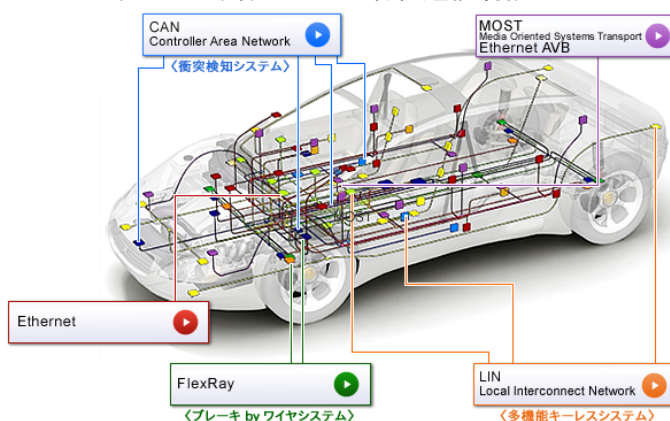 CAN
Controller Area Network
〈衝突検知システム〉
MOST
Media Oriented Systems Transport
Ethernet AVB
MOST
Ethernet
FlexRay
〈ブレーキ by ワイヤシステム〉
LIN
Local Interconnect Network
〈多機能キーレスシステム〉